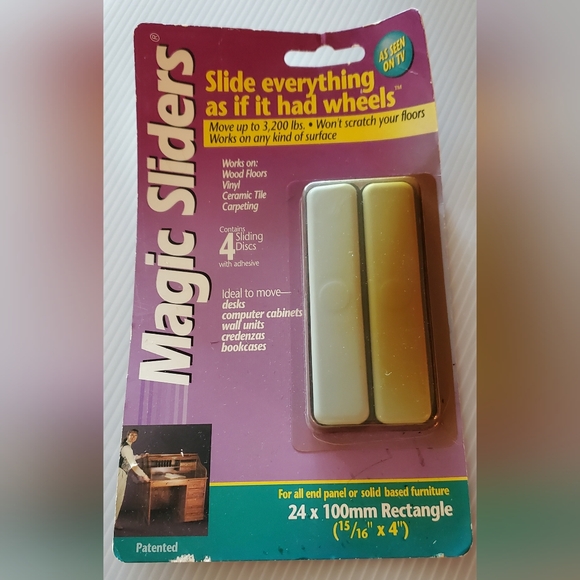 Magic Sliders®
AS SEEN
ON TV
Slide everything
as if it had wheels™
Move up to 3,200 lbs. • Won't scratch your floors
Works on any kind of surface
Works on:
Wood Floors
Vinyl
Ceramic Tile
Carpeting
Contains
4 Sliding
Discs
with adhesive
Ideal to move—
desks
computer cabinets
wall units
credenzas
bookcases
For all end panel or solid based furniture
24 x 100mm Rectangle
(15/16" x 4")
Patented